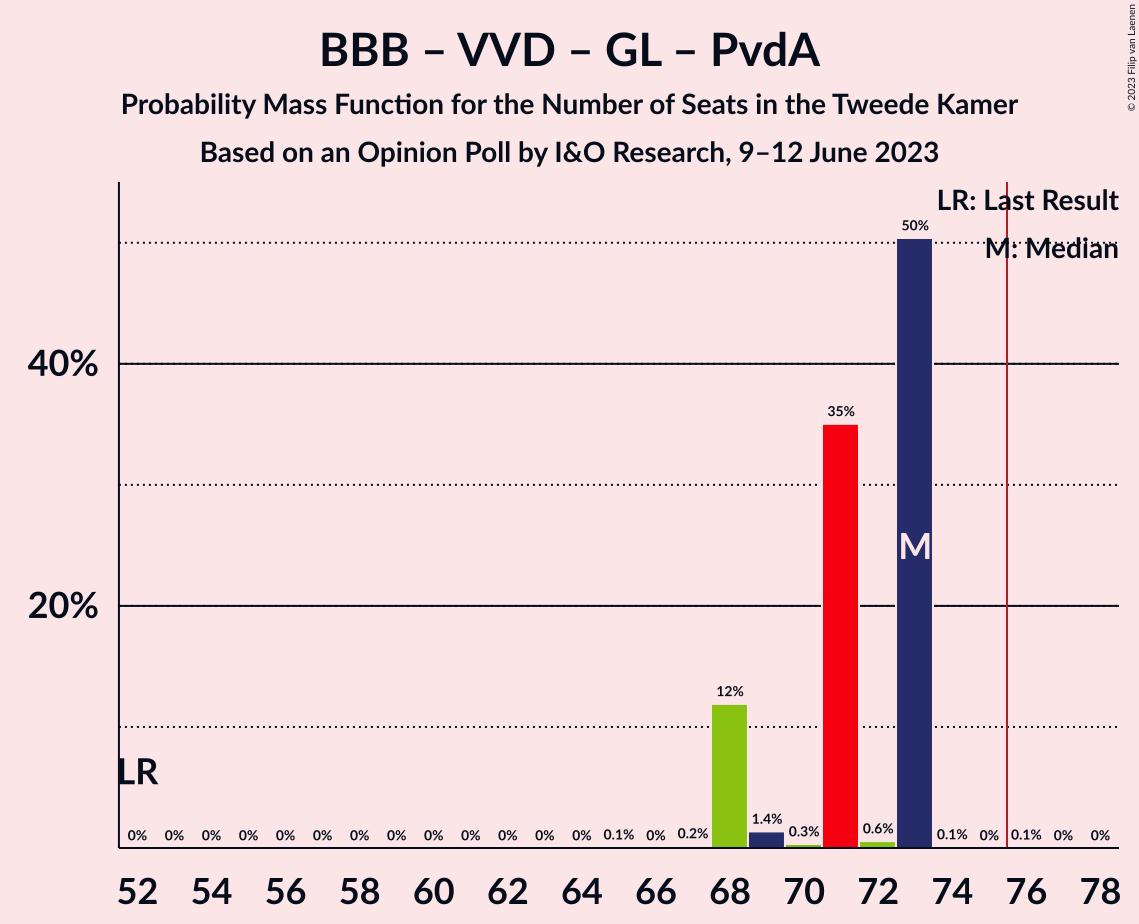 BBB – VVD – GL – PvdA
Probability Mass Function for the Number of Seats in the Tweede Kamer
Based on an Opinion Poll by I&O Research, 9–12 June 2023
© 2023 Filip van Laenen
LR: Last Result
M: Median
50%
40%
35%
M
20%
12%
LR
0% 0% 0% 0% 0% 0% 0% 0% 0% 0% 0% 0% 0% 0.1% 0% 0.2% 1.4% 0.3% 0.6% 0.1% 0% 0.1% 0% 0%
52 54 56 58 60 62 64 66 68 70 72 74 76 78